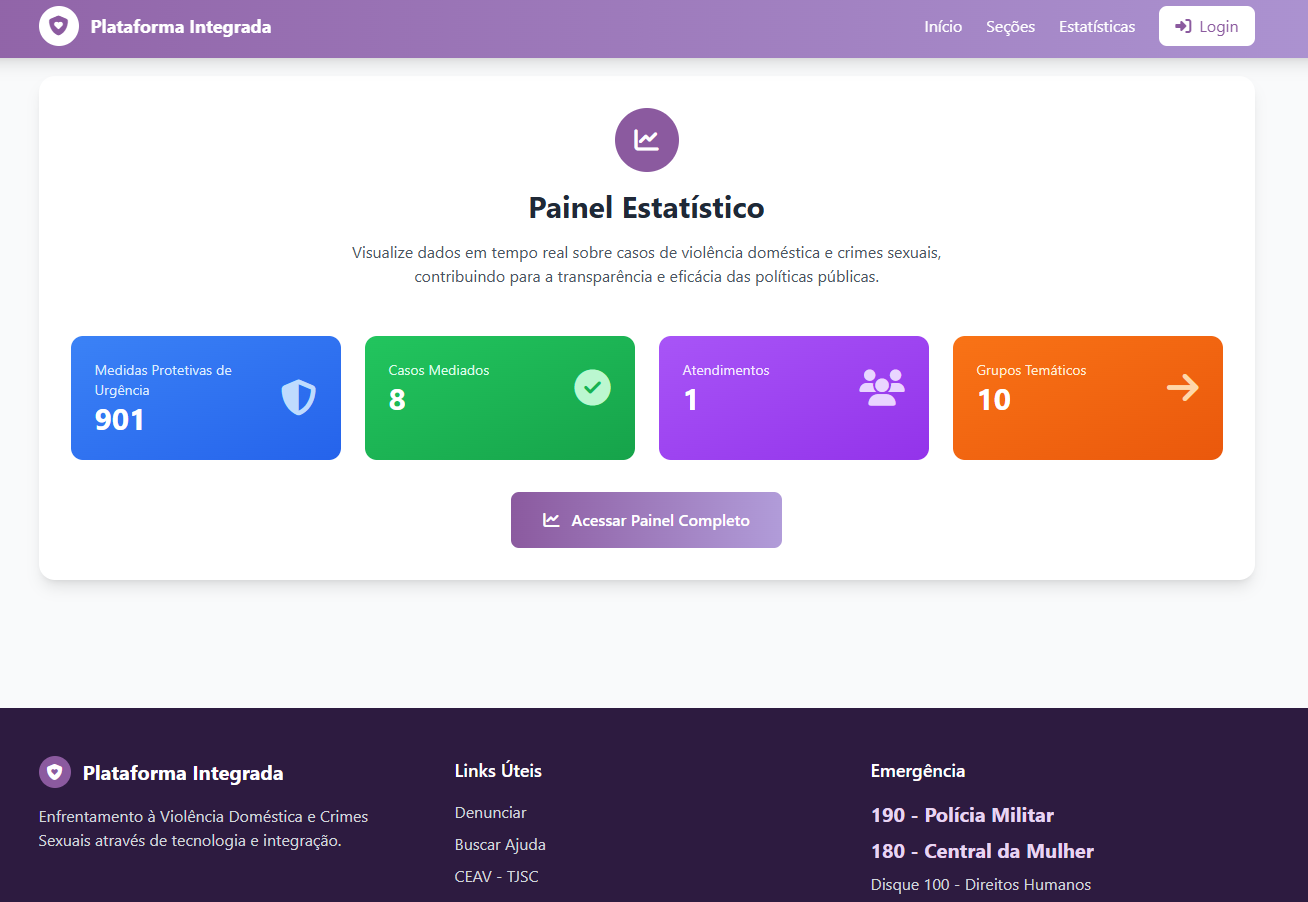 Plataforma Integrada
Início
Seções
Estatísticas
Login
Painel Estatístico
Visualize dados em tempo real sobre casos de violência doméstica e crimes sexuais,
contribuindo para a transparência e eficácia das políticas públicas.
Medidas Protetivas de
Urgência
901
Casos Mediados
8
Atendimentos
1
Grupos Temáticos
10
Acessar Painel Completo
Plataforma Integrada
Enfrentamento à Violência Doméstica e Crimes
Sexuais através de tecnologia e integração.
Links Úteis
Denunciar
Buscar Ajuda
CEAV - TJSC
Emergência
190 - Polícia Militar
180 - Central da Mulher
Disque 100 - Direitos Humanos